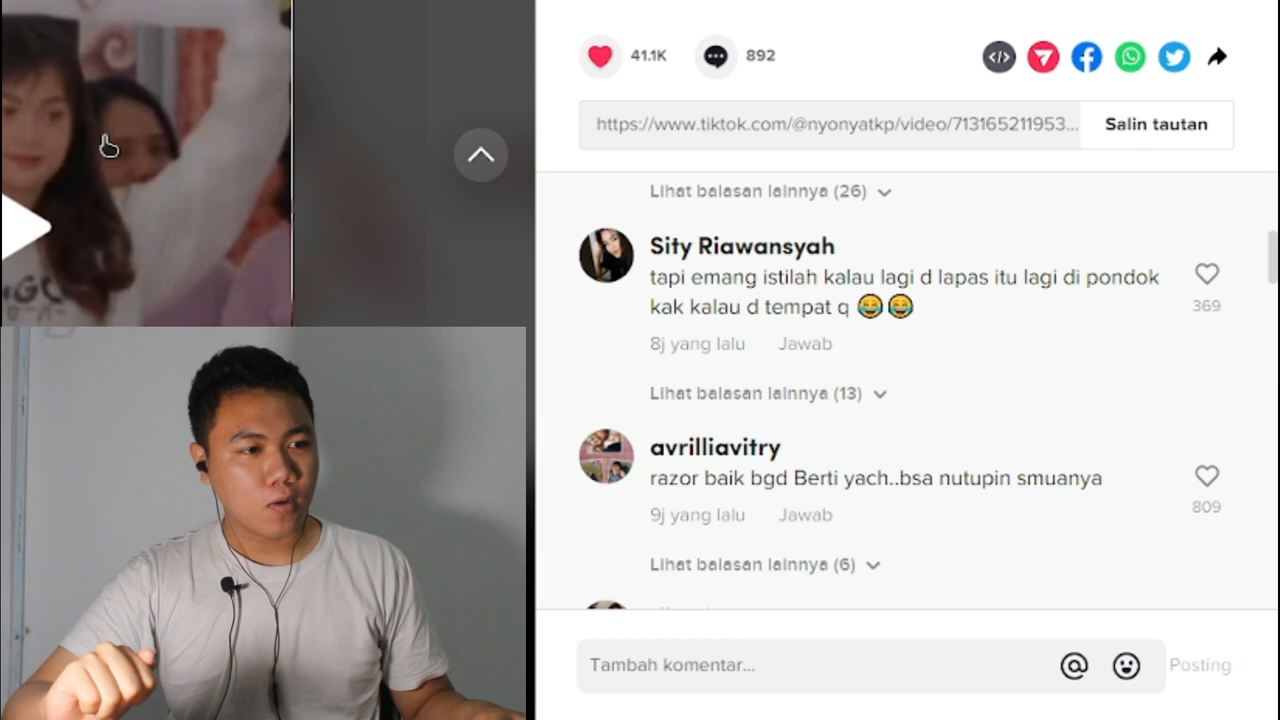 41.1K
892
https://www.tiktok.com/@nyonyatkp/video/713165211953...
Salin tautan
Lihat balasan lainnya (26)
Sity Riawansyah
tapi emang istilah kalau lagi d lapas itu lagi di pondok
kak kalau d tempat q 😂😂
369
8j yang lalu Jawab
Lihat balasan lainnya (13)
avrilliavitry
razor baik bgd Berti yach..bsa nutupin smuanya
809
9j yang lalu Jawab
Lihat balasan lainnya (6)
Tambah komentar...
Posting